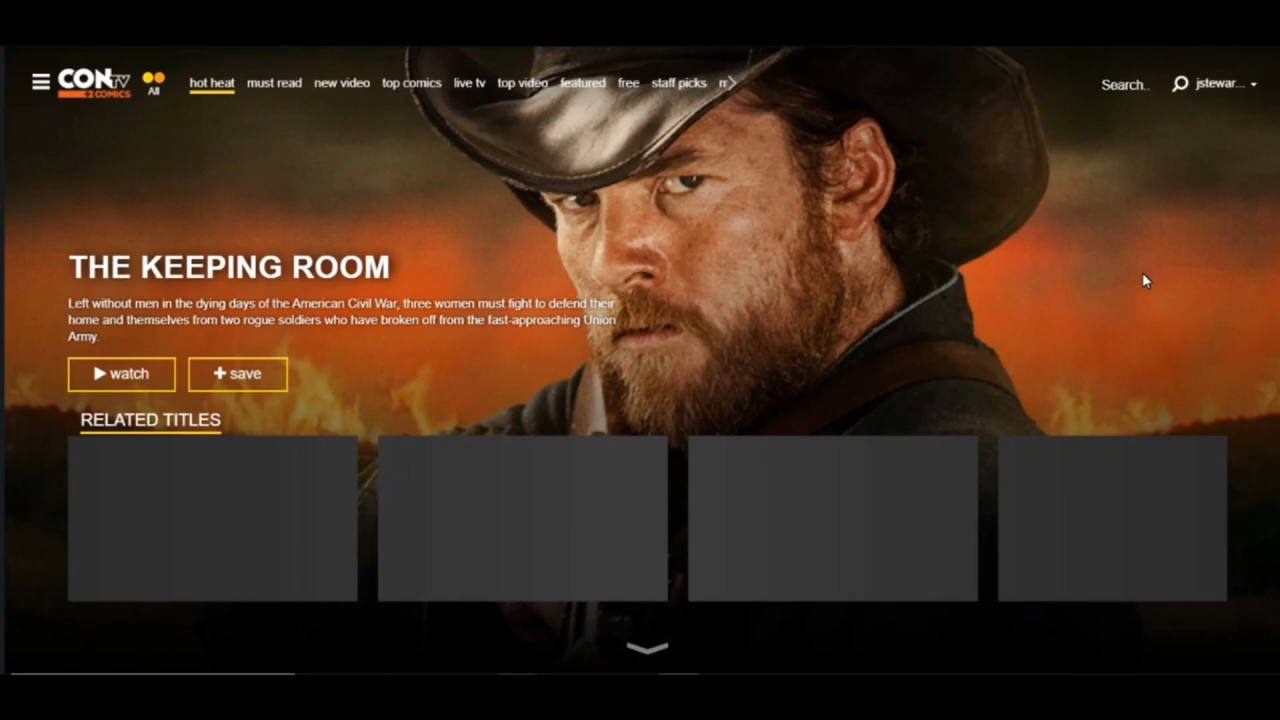 CONTV
COMICS
All
hot heat
must read
new video
top comics
live tv
top video
featured
free
staff picks
Search..
jstewar...
THE KEEPING ROOM
Left without men in the dying days of the American Civil War, three women must fight to defend their
home and themselves from two rogue soldiers who have broken off from the fast-approaching Union
Army.
watch
save
RELATED TITLES